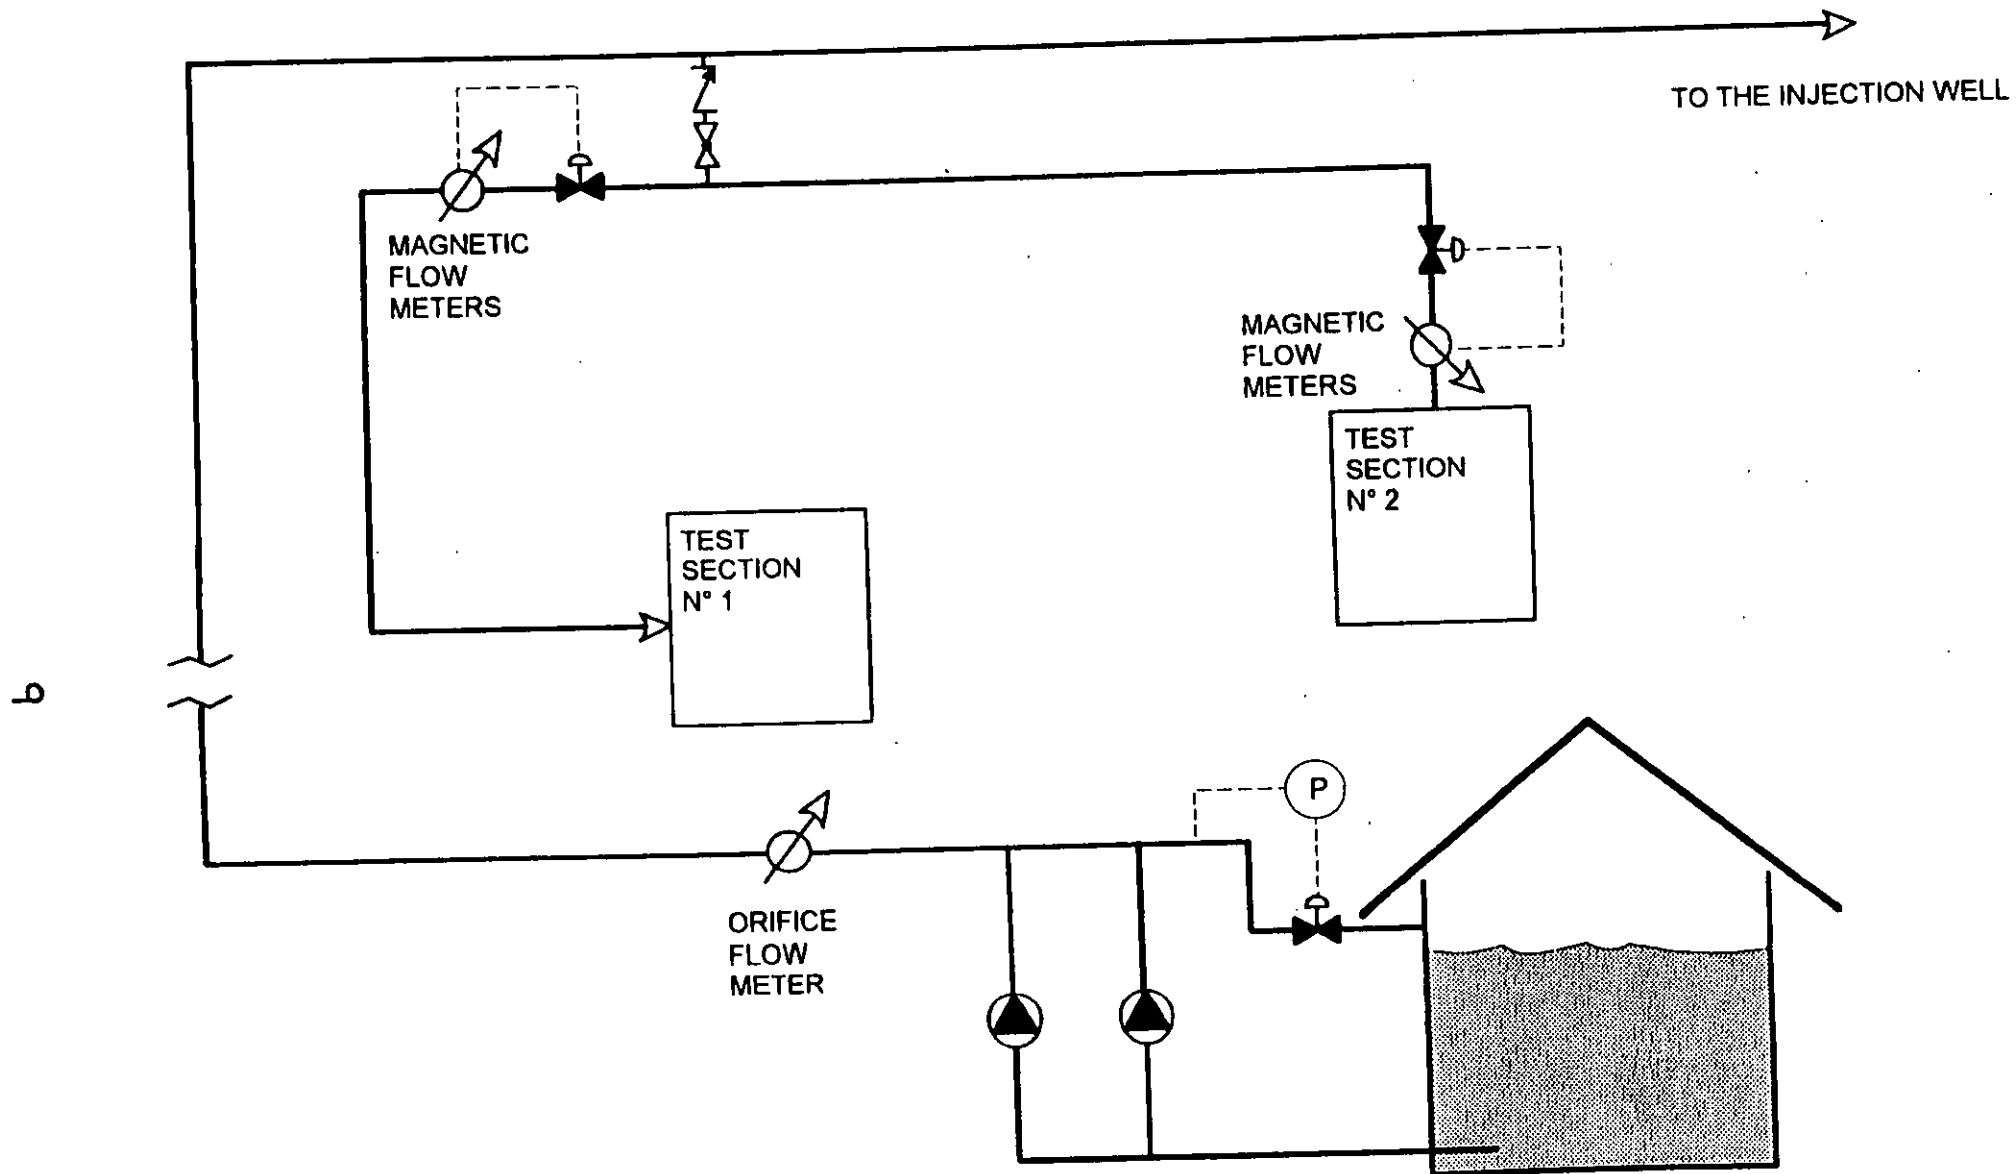 TO THE INJECTION WELL
MAGNETIC
FLOW
METERS
MAGNETIC
FLOW
METERS
TEST
SECTION
N° 2
TEST
SECTION
N° 1
P
ORIFICE
FLOW
METER